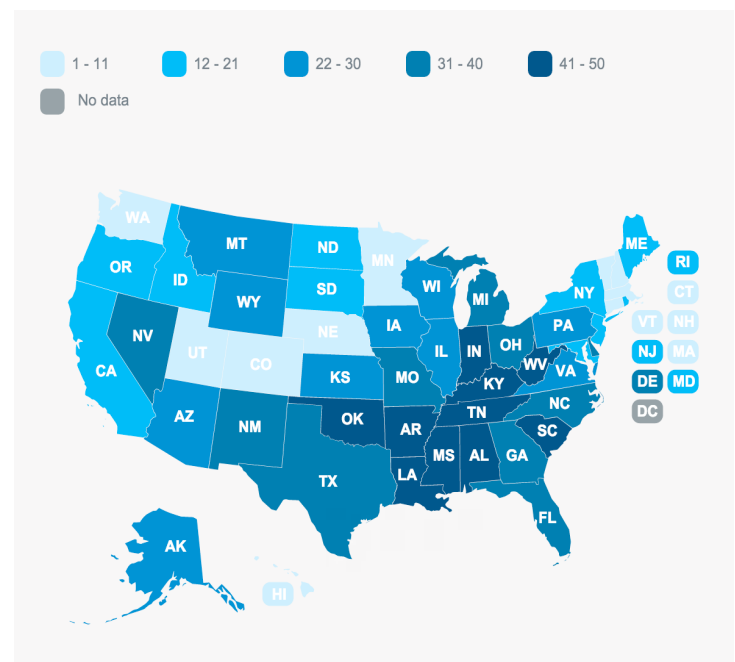 1 - 11 12 - 21 22 - 30 31 - 40 41 - 50
No data
WA
MT ND MN ME
OR ID SD WI RI
WY MI NY CT
NV NE IA PA VT NH
UT CO IL IN OH NJ MA
CA KS MO WV VA DE MD
KY
AZ NM OK AR TN NC DC
SC
TX LA MS AL GA
FL
AK
HI